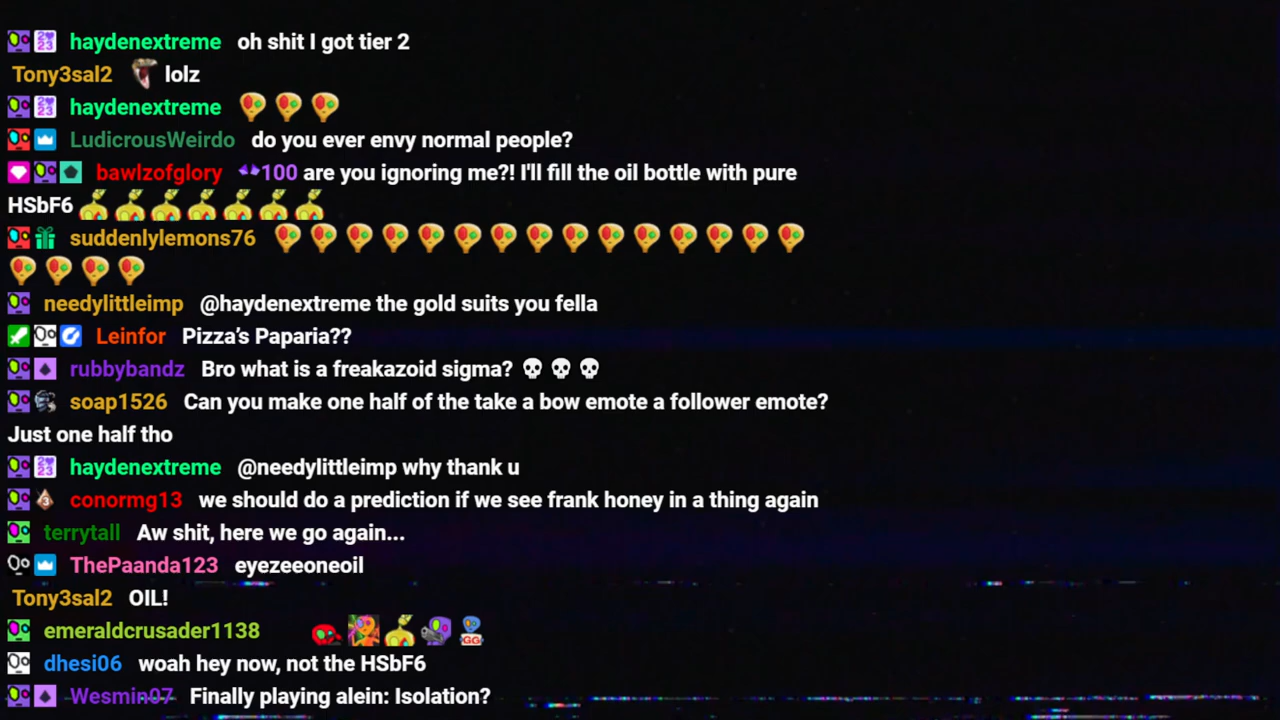 haydenextreme oh shit I got tier 2
Tony3sal2 lolz
haydenextreme
LudicrousWeirdo do you ever envy normal people?
bawlzofglory 100 are you ignoring me?! I'll fill the oil bottle with pure
HSbF6
suddenlylemons76
needylittleimp @haydenextreme the gold suits you fella
Leinfor Pizza’s Paparia??
rubbybandz Bro what is a freakazoid sigma? 💀 💀 💀
soap1526 Can you make one half of the take a bow emote a follower emote?
Just one half tho
haydenextreme @needylittleimp why thank u
conormg13 we should do a prediction if we see frank honey in a thing again
terrytall Aw shit, here we go again...
ThePaanda123 eyezeeoneoil
Tony3sal2 OIL!
emeraldcrusader1138 GG
dhesi06 woah hey now, not the HSbF6
Wesmin07 Finally playing alein: Isolation?